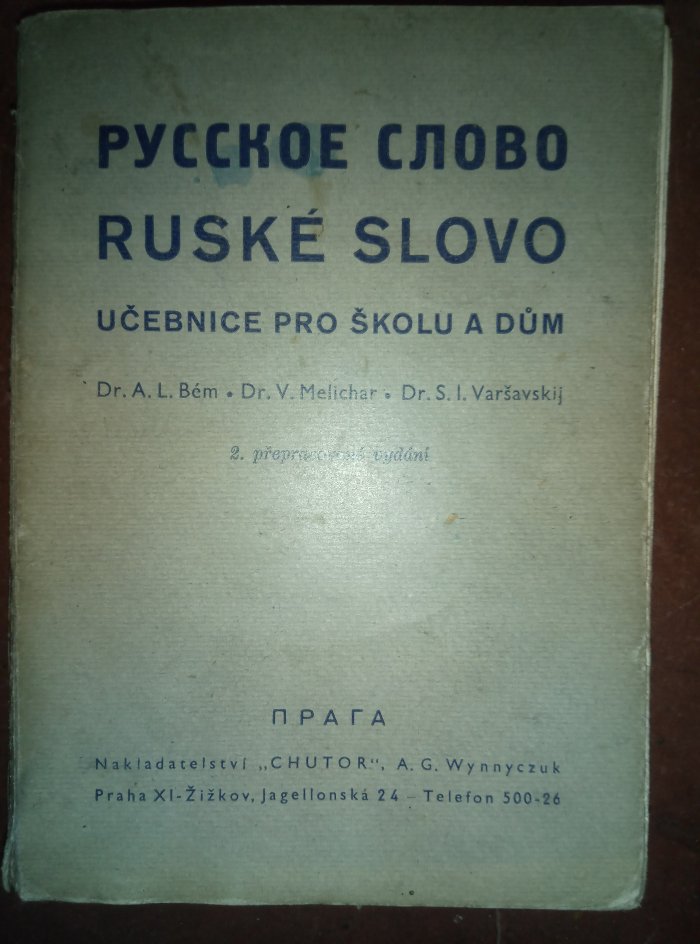 РУССКОЕ СЛОВО
RUSKÉ SLOVO
UČEBNICE PRO ŠKOLU A DŮM
Dr. A. L. Bém • Dr. V. Melichar • Dr. S. I. Varšavskij
2. přepracované vydání
ПРАГА
Nakladatelství „CHUTOR“, A. G. Wynnyczuk
Praha XI-Žižkov, Jagellonská 24 – Telefon 500-26